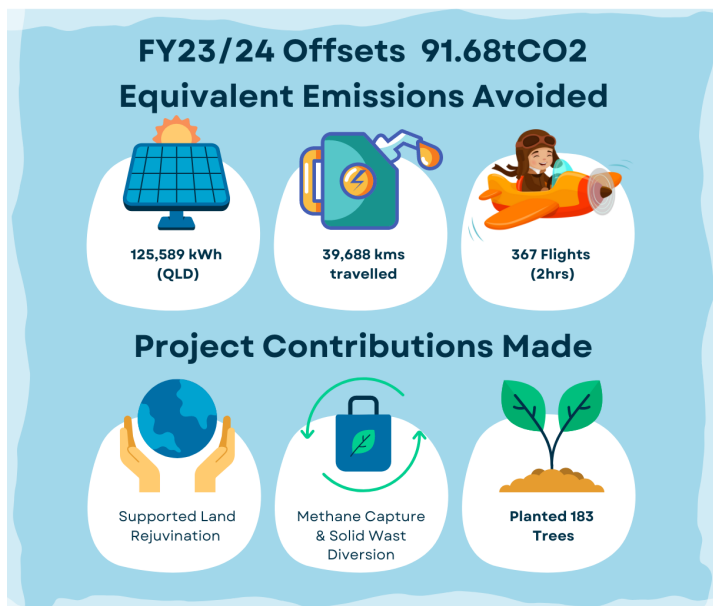 FY23/24 Offsets 91.68tCO2
Equivalent Emissions Avoided
125,589 kWh
(QLD)
39,688 kms
travelled
367 Flights
(2hrs)
Project Contributions Made
Supported Land
Rejuvination
Methane Capture
& Solid Wast
Diversion
Planted 183
Trees